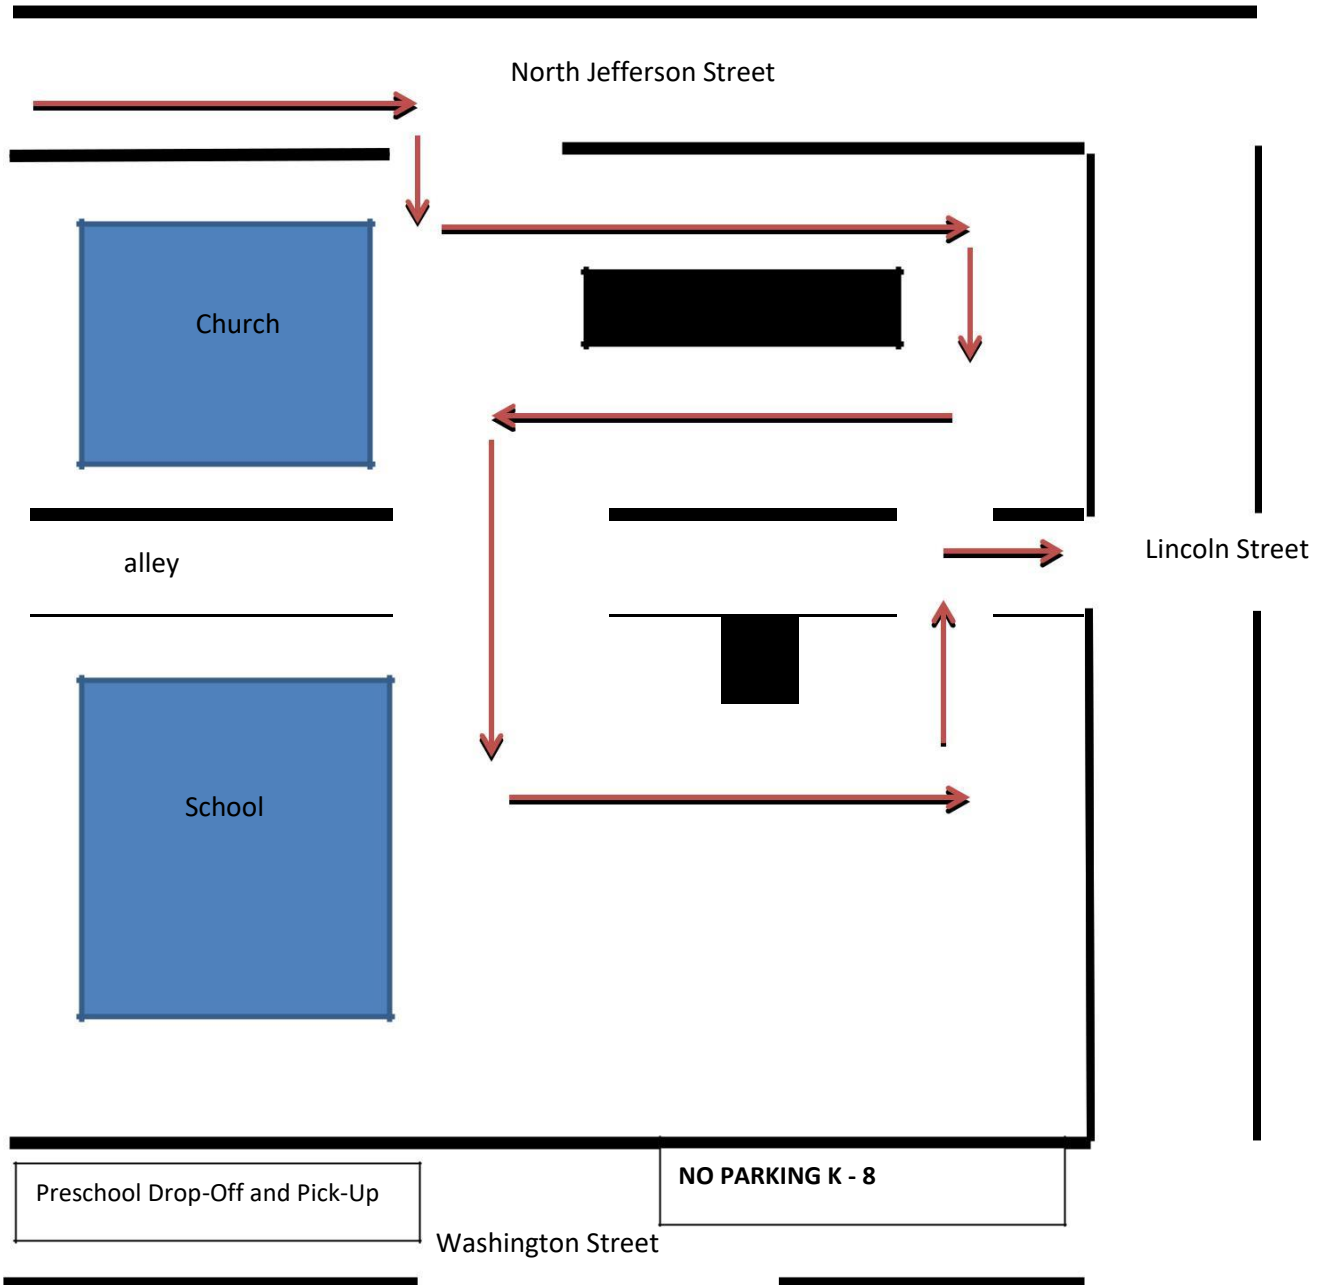 North Jefferson Street
Church
Lincoln Street
alley
School
NO PARKING K - 8
Preschool Drop-Off and Pick-Up
Washington Street